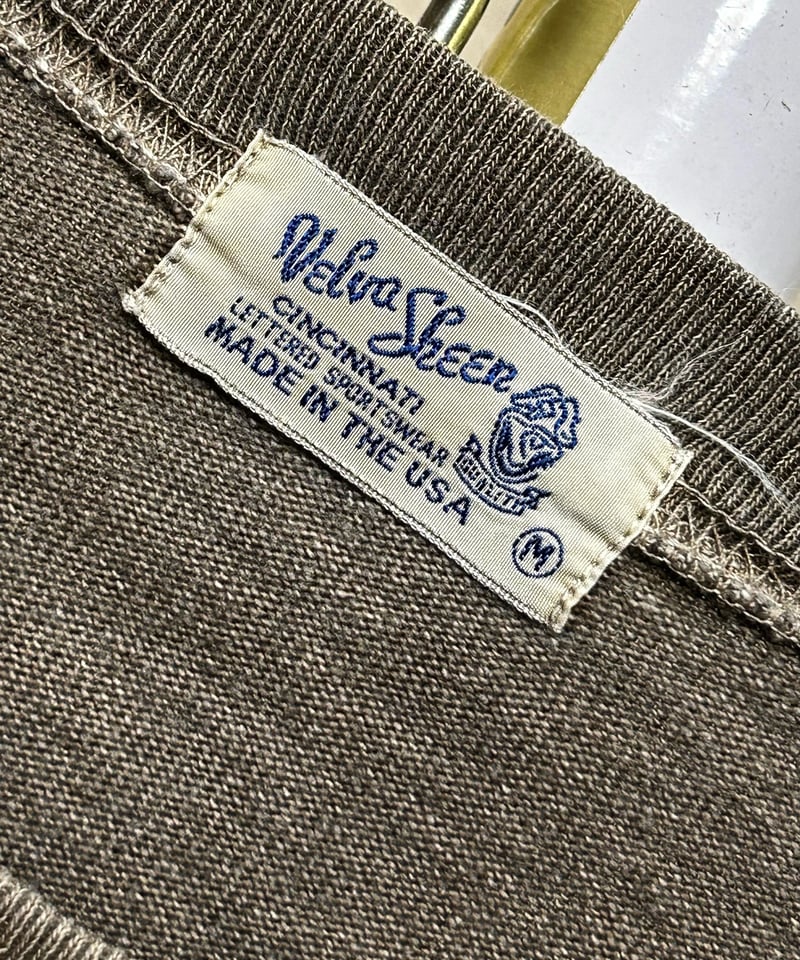 Velva Sheen
CINCINNATI
LETTERED SPORTSWEAR
MADE IN THE USA
M